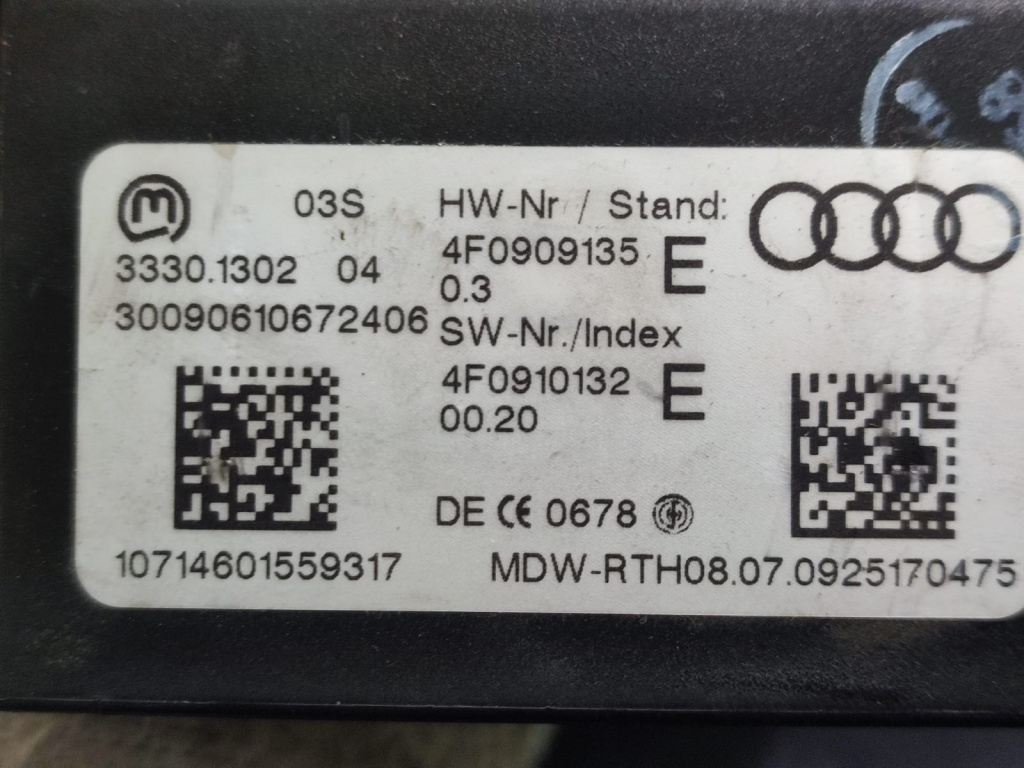 03S
3330.1302 04
30090610672406
HW-Nr / Stand:
4F0909135 E
0.3
SW-Nr./Index
4F0910132 E
00.20
DE CE 0678
10714601559317
MDW-RTH08.07.0925170475